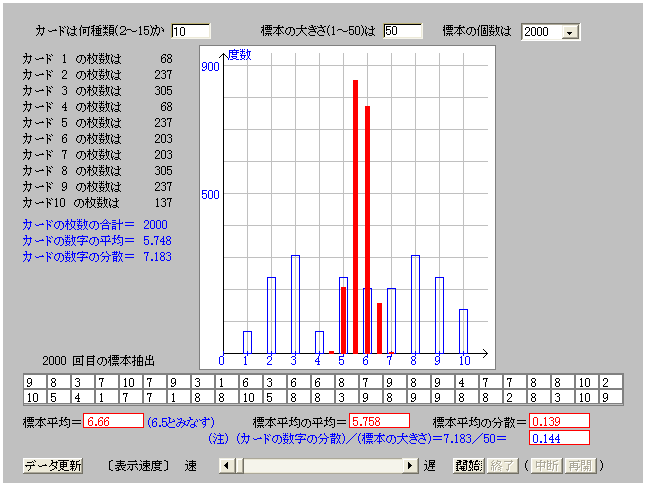 カードは何種類(2～15)か 10 標本の大きさ(1～50)は 50 標本の個数は 2000
カード 1 の枚数は 68
カード 2 の枚数は 237
カード 3 の枚数は 305
カード 4 の枚数は 68
カード 5 の枚数は 237
カード 6 の枚数は 203
カード 7 の枚数は 203
カード 8 の枚数は 305
カード 9 の枚数は 237
カード10 の枚数は 137
カードの枚数の合計＝ 2000
カードの数字の平均＝ 5.748
カードの数字の分散＝ 7.183
度数
900
500
0 1 2 3 4 5 6 7 8 9 10
2000 回目の標本抽出
9 8 3 7 10 7 9 3 1 6 3 6 6 8 7 9 8 9 4 9 7 7 8 8 10 2
10 5 4 1 7 7 1 8 10 5 8 8 3 9 8 9 8 9 9 8 8 2 3 3 9
標本平均＝ 6.66 (6.5とみなす) 標本平均の平均＝ 5.758 標本平均の分散＝ 0.139
(注) (カードの数字の分散)／(標本の大きさ)＝7.183／50＝ 0.144
データ更新 〔表示速度〕 速 遅 開始 終了 ( 中断 再開 )